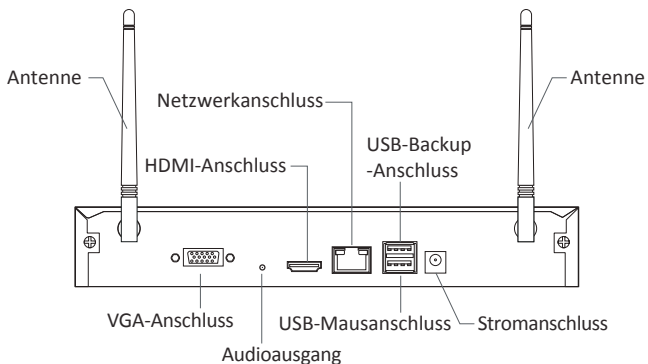 Antenne
Antenne
Netzwerkanschluss
USB-Backup
-Anschluss
HDMI-Anschluss
VGA-Anschluss
USB-Mausanschluss
Stromanschluss
Audioausgang